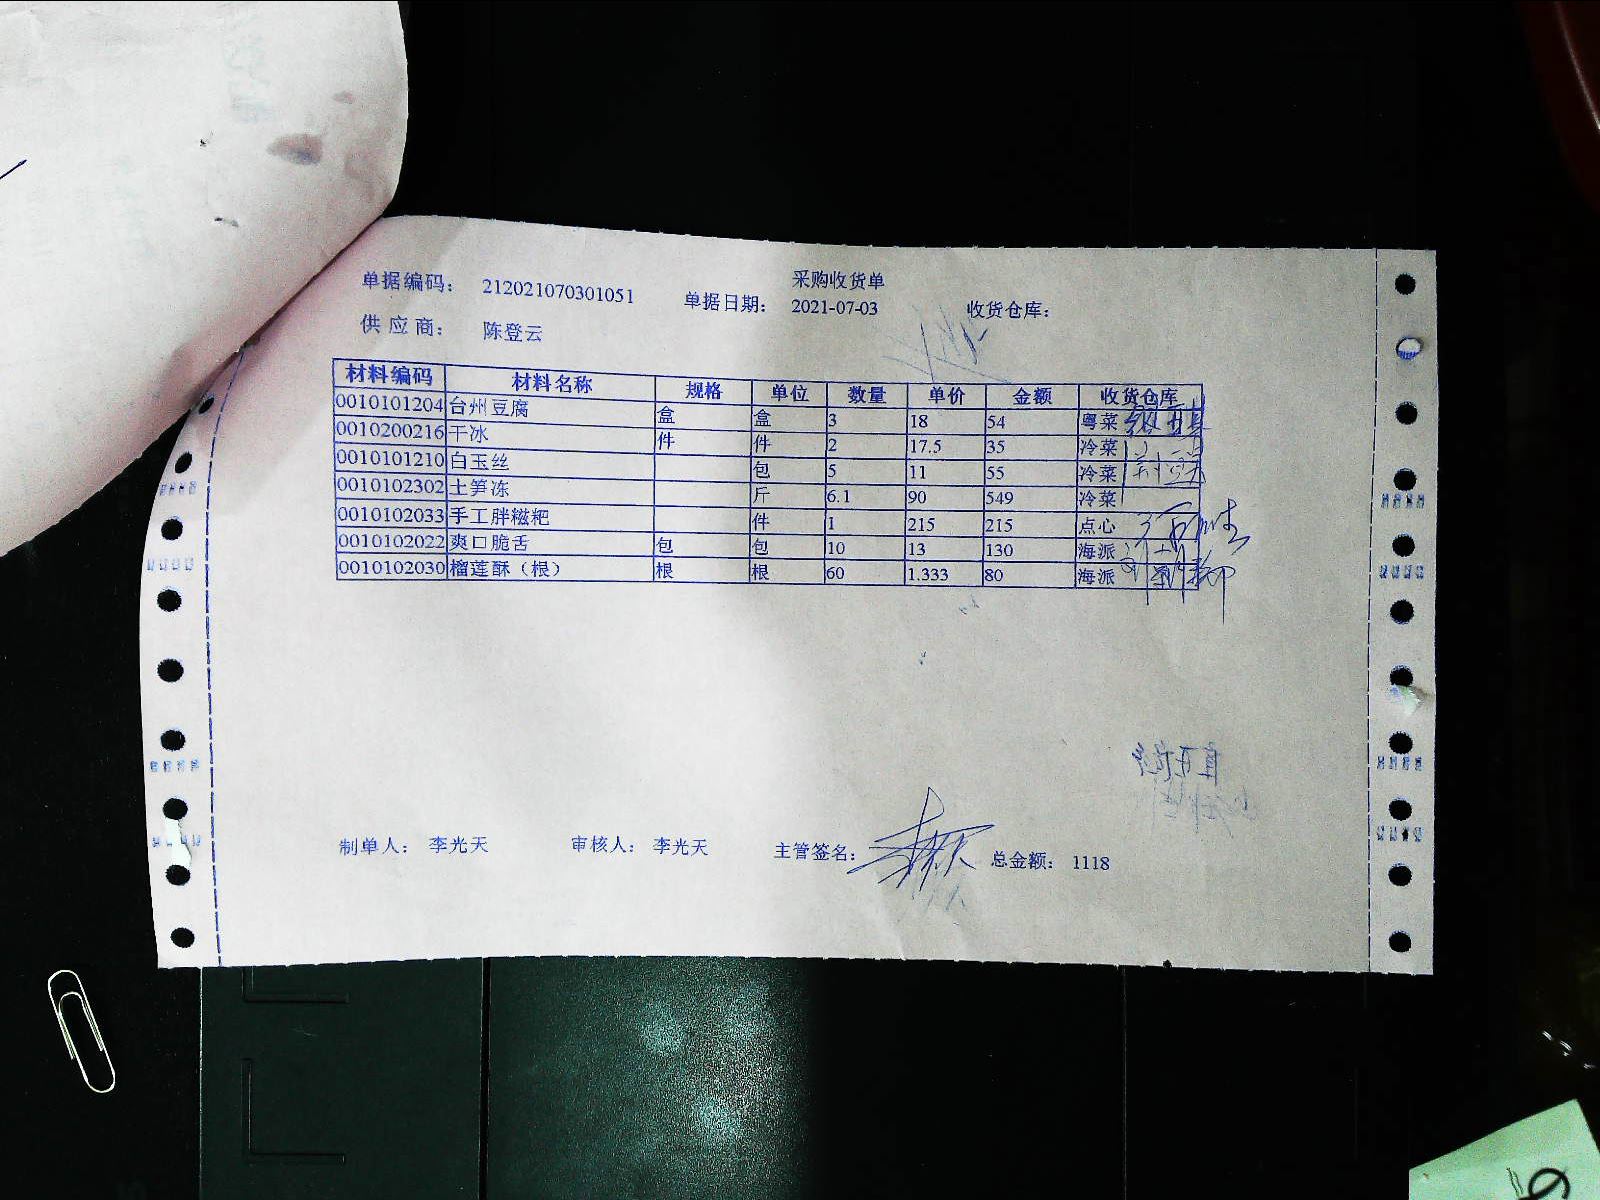 采购收货单
单据编码： 212021070301051 单据日期： 2021-07-03 收货仓库：
供 应 商： 陈登云
材料编码 材料名称 规格 单位 数量 单价 金额 收货仓库
0010101204 台州豆腐 盒 盒 3 18 54 粤菜
0010200216 干冰 件 件 2 17.5 35 冷菜
0010101210 白玉丝 包 5 11 55 冷菜
0010102302 土笋冻 斤 6.1 90 549 冷菜
0010102033 手工胖糍粑 件 1 215 215 点心
0010102022 爽口脆舌 包 包 10 13 130 海派
0010102030 榴莲酥（根） 根 根 60 1.333 80 海派
制单人： 李光天 审核人： 李光天 主管签名： 总金额： 1118